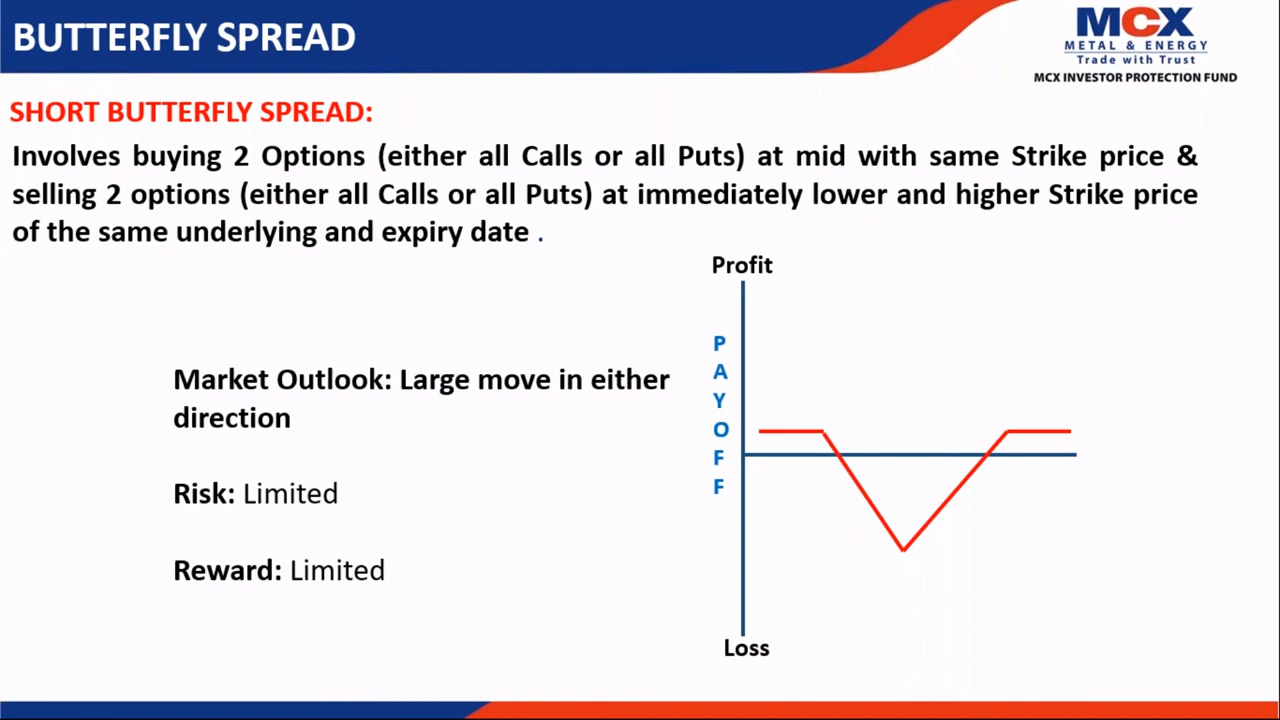 BUTTERFLY SPREAD
MCX
METAL & ENERGY
Trade with Trust
MCX INVESTOR PROTECTION FUND
SHORT BUTTERFLY SPREAD:
Involves buying 2 Options (either all Calls or all Puts) at mid with same Strike price &
selling 2 options (either all Calls or all Puts) at immediately lower and higher Strike price
of the same underlying and expiry date .
Profit
P
A
Y
O
F
F
Market Outlook: Large move in either
direction
Risk: Limited
Reward: Limited
Loss